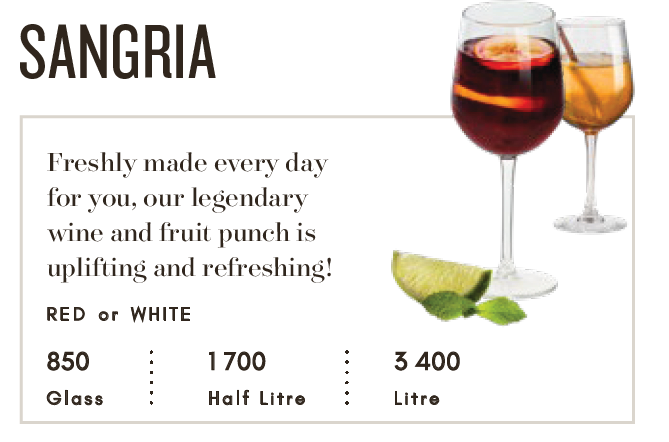 SANGRIA
Freshly made every day
for you, our legendary
wine and fruit punch is
uplifting and refreshing!
RED or WHITE
850 1 700 3 400
Glass Half Litre Litre